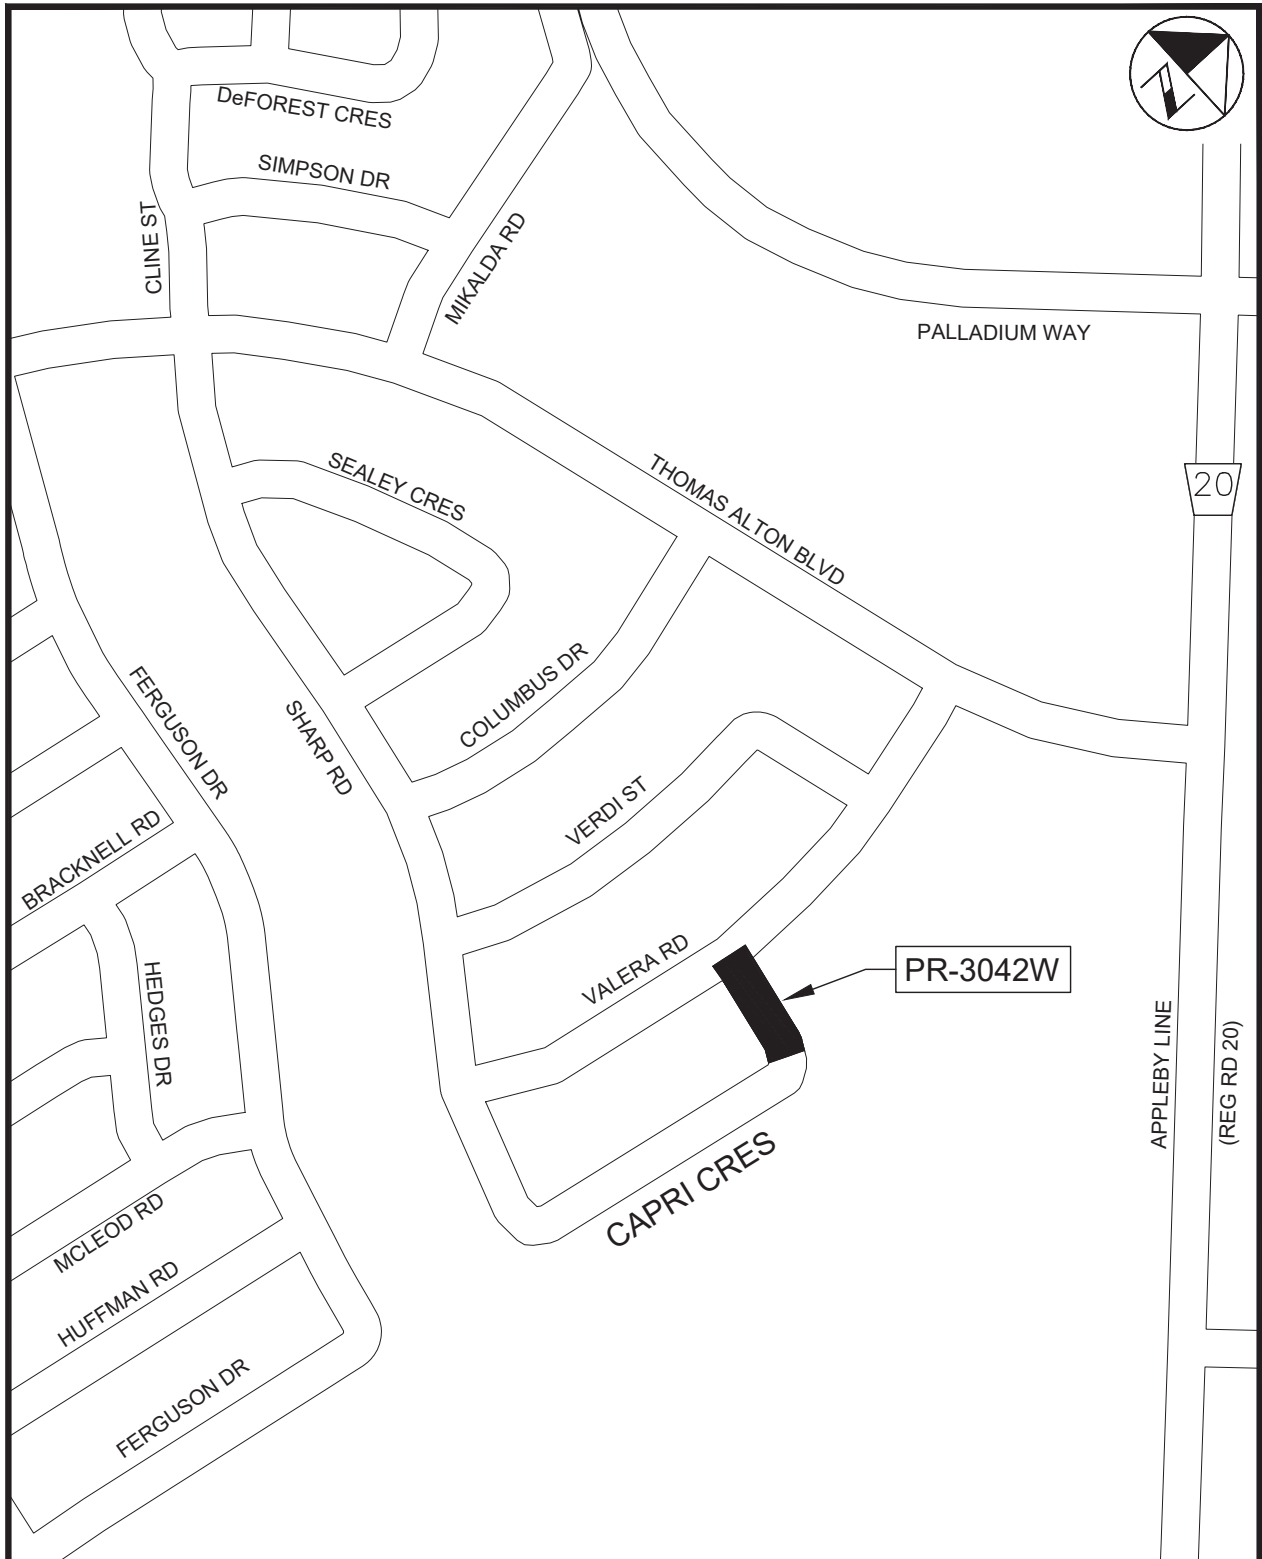 DeFOREST CRES
SIMPSON DR
CLINE ST
MIKALDA RD
N
PALLADIUM WAY
SEALEY CRES
THOMAS ALTON BLVD
20
COLUMBUS DR
FERGUSON DR
SHARP RD
VERDI ST
BRACKNELL RD
VALERA RD
PR-3042W
HEDGES DR
APPLEBY LINE
(REG RD 20)
CAPRI CRES
MCLEOD RD
HUFFMAN RD
FERGUSON DR